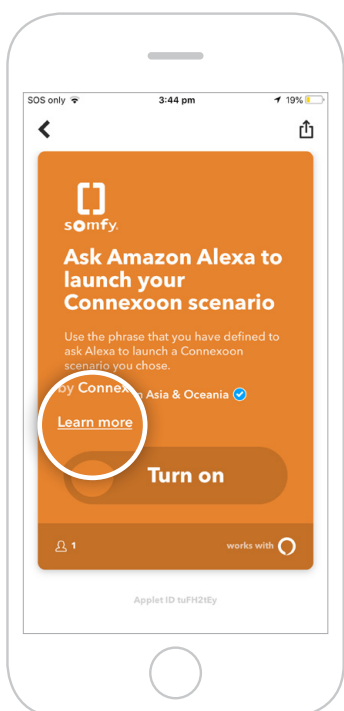 SOS only 3:44 pm 19%
somfy.
Ask Amazon Alexa to
launch your
Connexoon scenario
Use the phrase that you have defined to
ask Alexa to launch a Connexoon
scenario you chose.
by Connex Asia & Oceania
Learn more
Turn on
1 works with
Applet ID tuFH2tEy